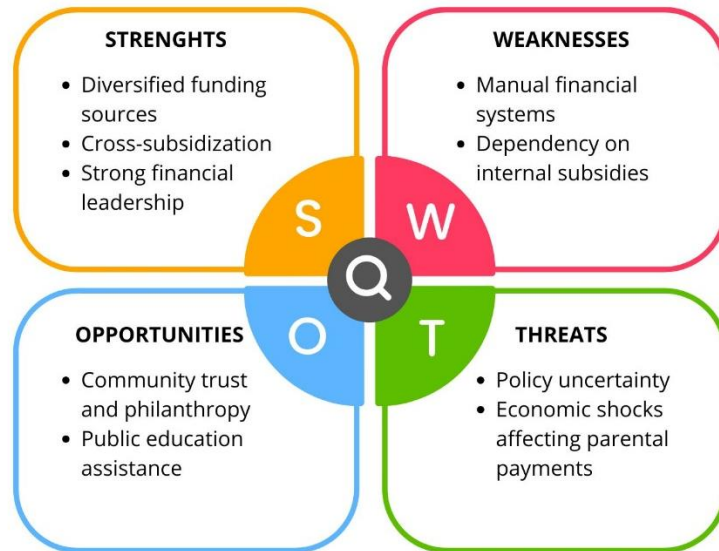 STRENGHTS
• Diversified funding
sources
• Cross-subsidization
• Strong financial
leadership
S
WEAKNESSES
• Manual financial
systems
• Dependency on
internal subsidies
W
OPPORTUNITIES
• Community trust
and philanthropy
• Public education
assistance
O
THREATS
• Policy uncertainty
• Economic shocks
affecting parental
payments
T